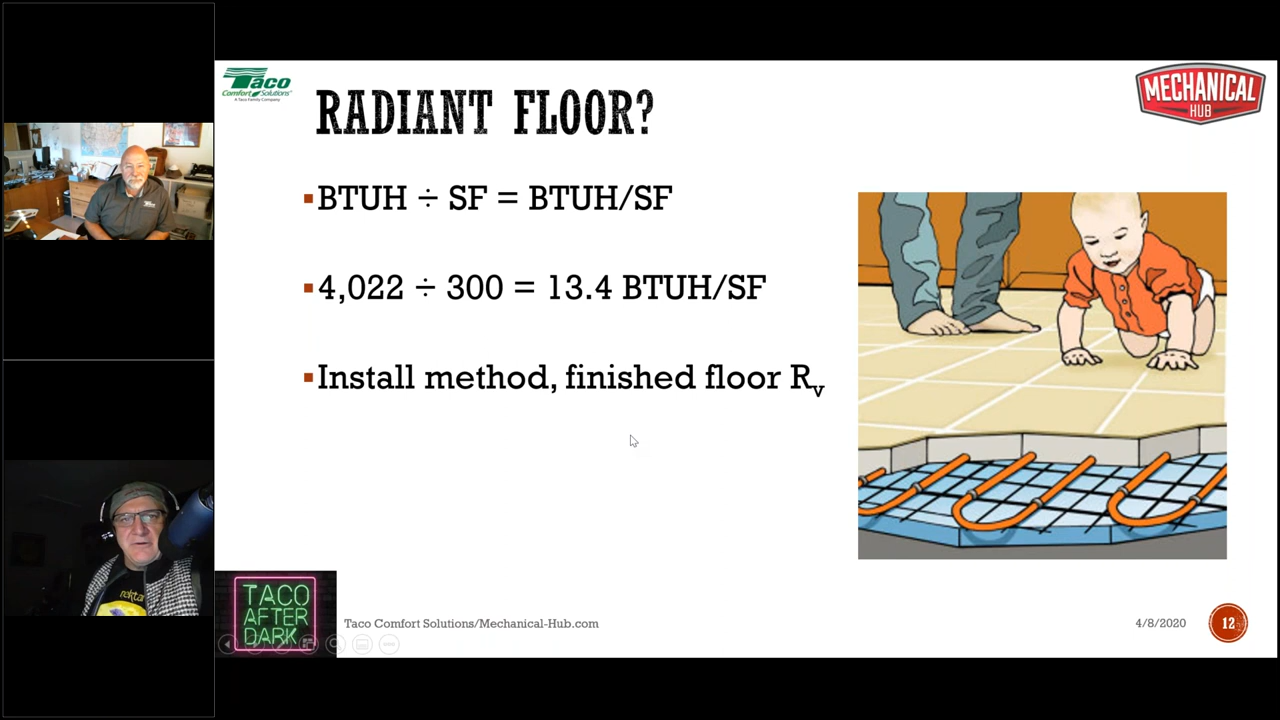 Taco
Comfort Solutions®
A Taco Family Company
MECHANICAL
HUB
RADIANT FLOOR?
▪BTUH ÷ SF = BTUH/SF
▪4,022 ÷ 300 = 13.4 BTUH/SF
▪Install method, finished floor Rv
TACO
AFTER
DARK
Taco Comfort Solutions/Mechanical-Hub.com
4/8/2020
12